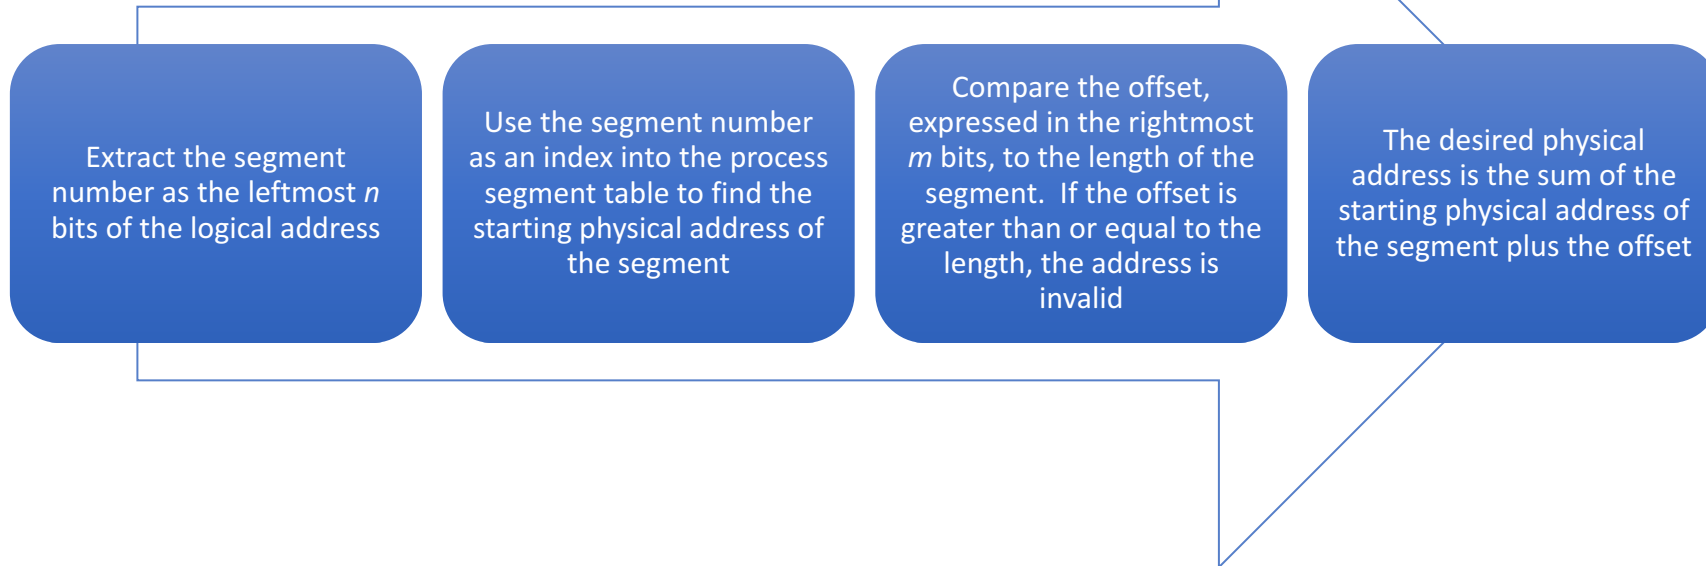 Extract the segment
number as the leftmost n
bits of the logical address
Use the segment number
as an index into the process
segment table to find the
starting physical address of
the segment
Compare the offset,
expressed in the rightmost
m bits, to the length of the
segment.  If the offset is
greater than or equal to the
length, the address is
invalid
The desired physical
address is the sum of the
starting physical address of
the segment plus the offset